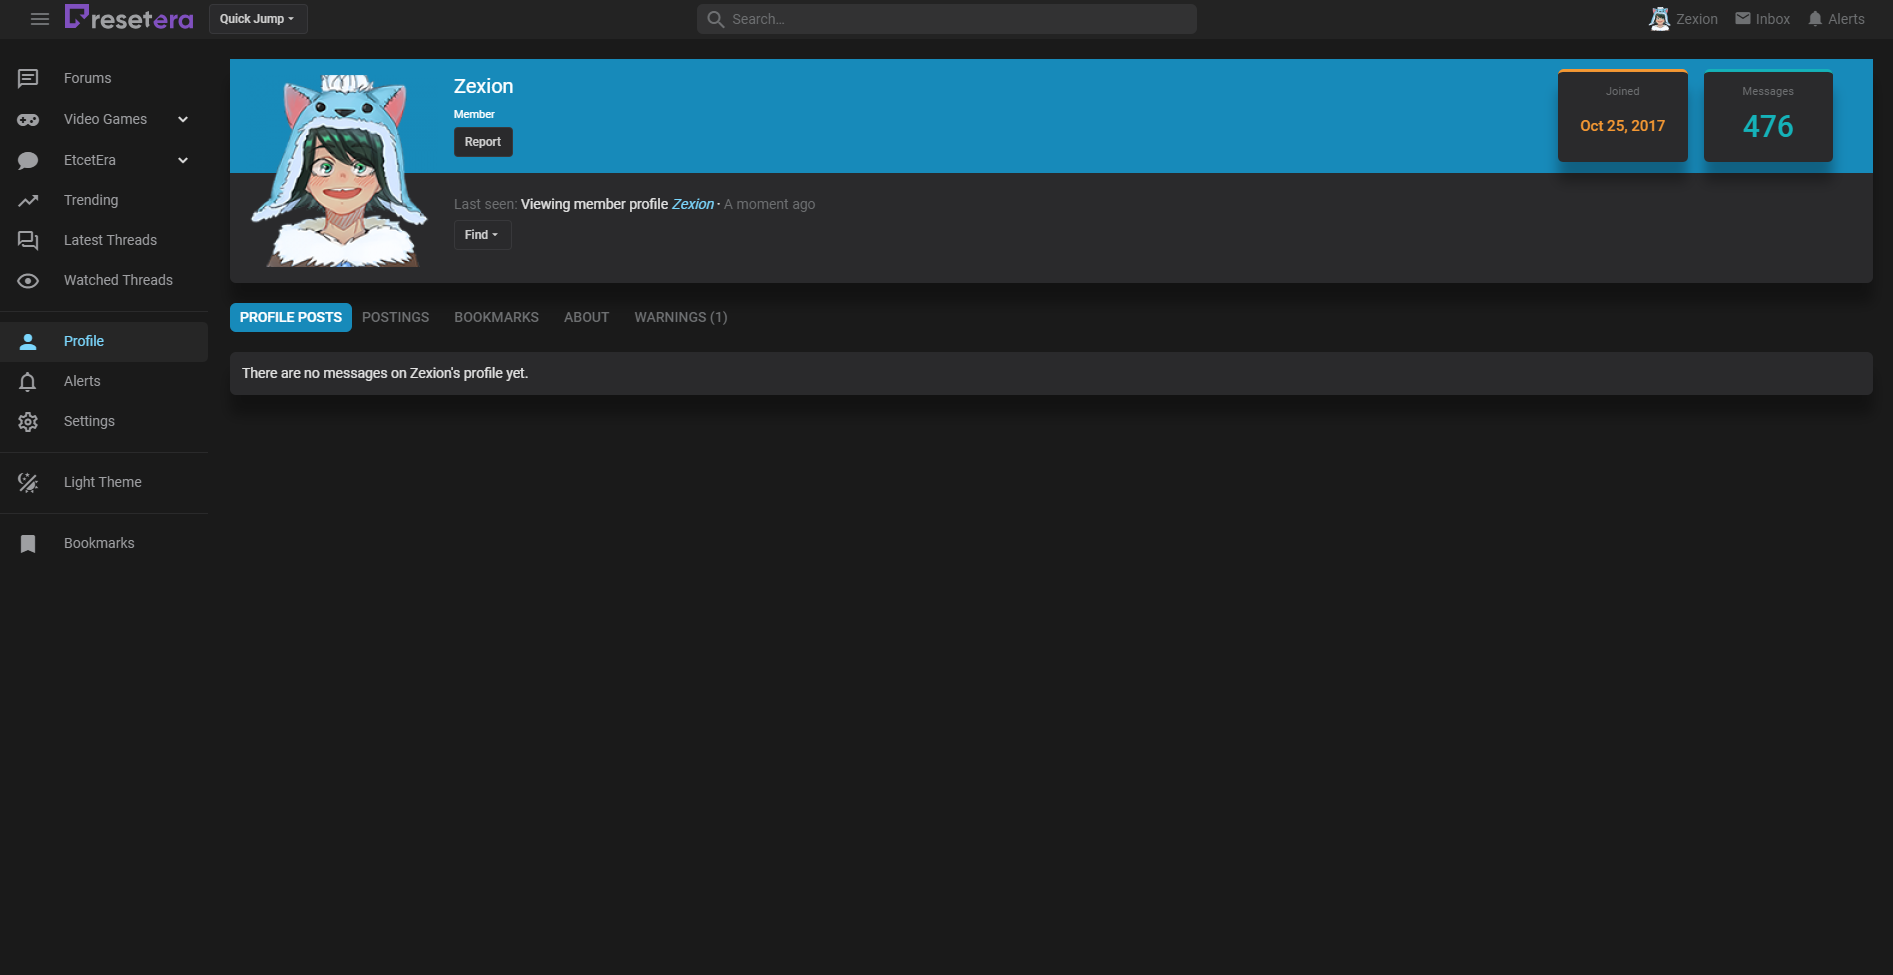 resetera
Quick Jump
Search...
Zexion
Inbox
Alerts
Forums
Video Games
EtcetEra
Trending
Latest Threads
Watched Threads
Profile
Alerts
Settings
Light Theme
Bookmarks
Zexion
Member
Report
Joined
Oct 25, 2017
Messages
476
Last seen: Viewing member profile Zexion · A moment ago
Find
PROFILE POSTS POSTINGS BOOKMARKS ABOUT WARNINGS (1)
There are no messages on Zexion's profile yet.